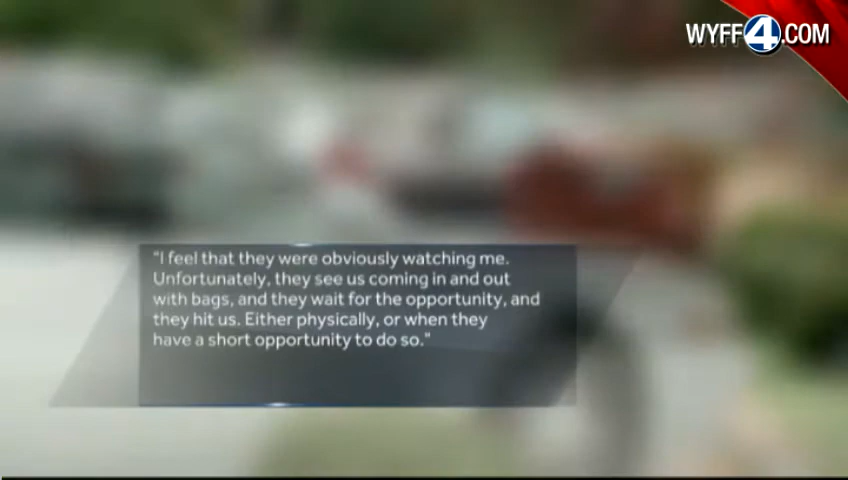 WYFF4.COM
"I feel that they were obviously watching me.
Unfortunately, they see us coming in and out
with bags, and they wait for the opportunity, and
they hit us. Either physically, or when they
have a short opportunity to do so."